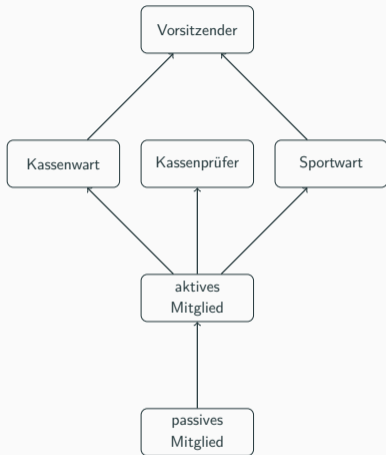 Vorsitzender
Kassenwart
Kassenprüfer
Sportwart
aktives
Mitglied
passives
Mitglied